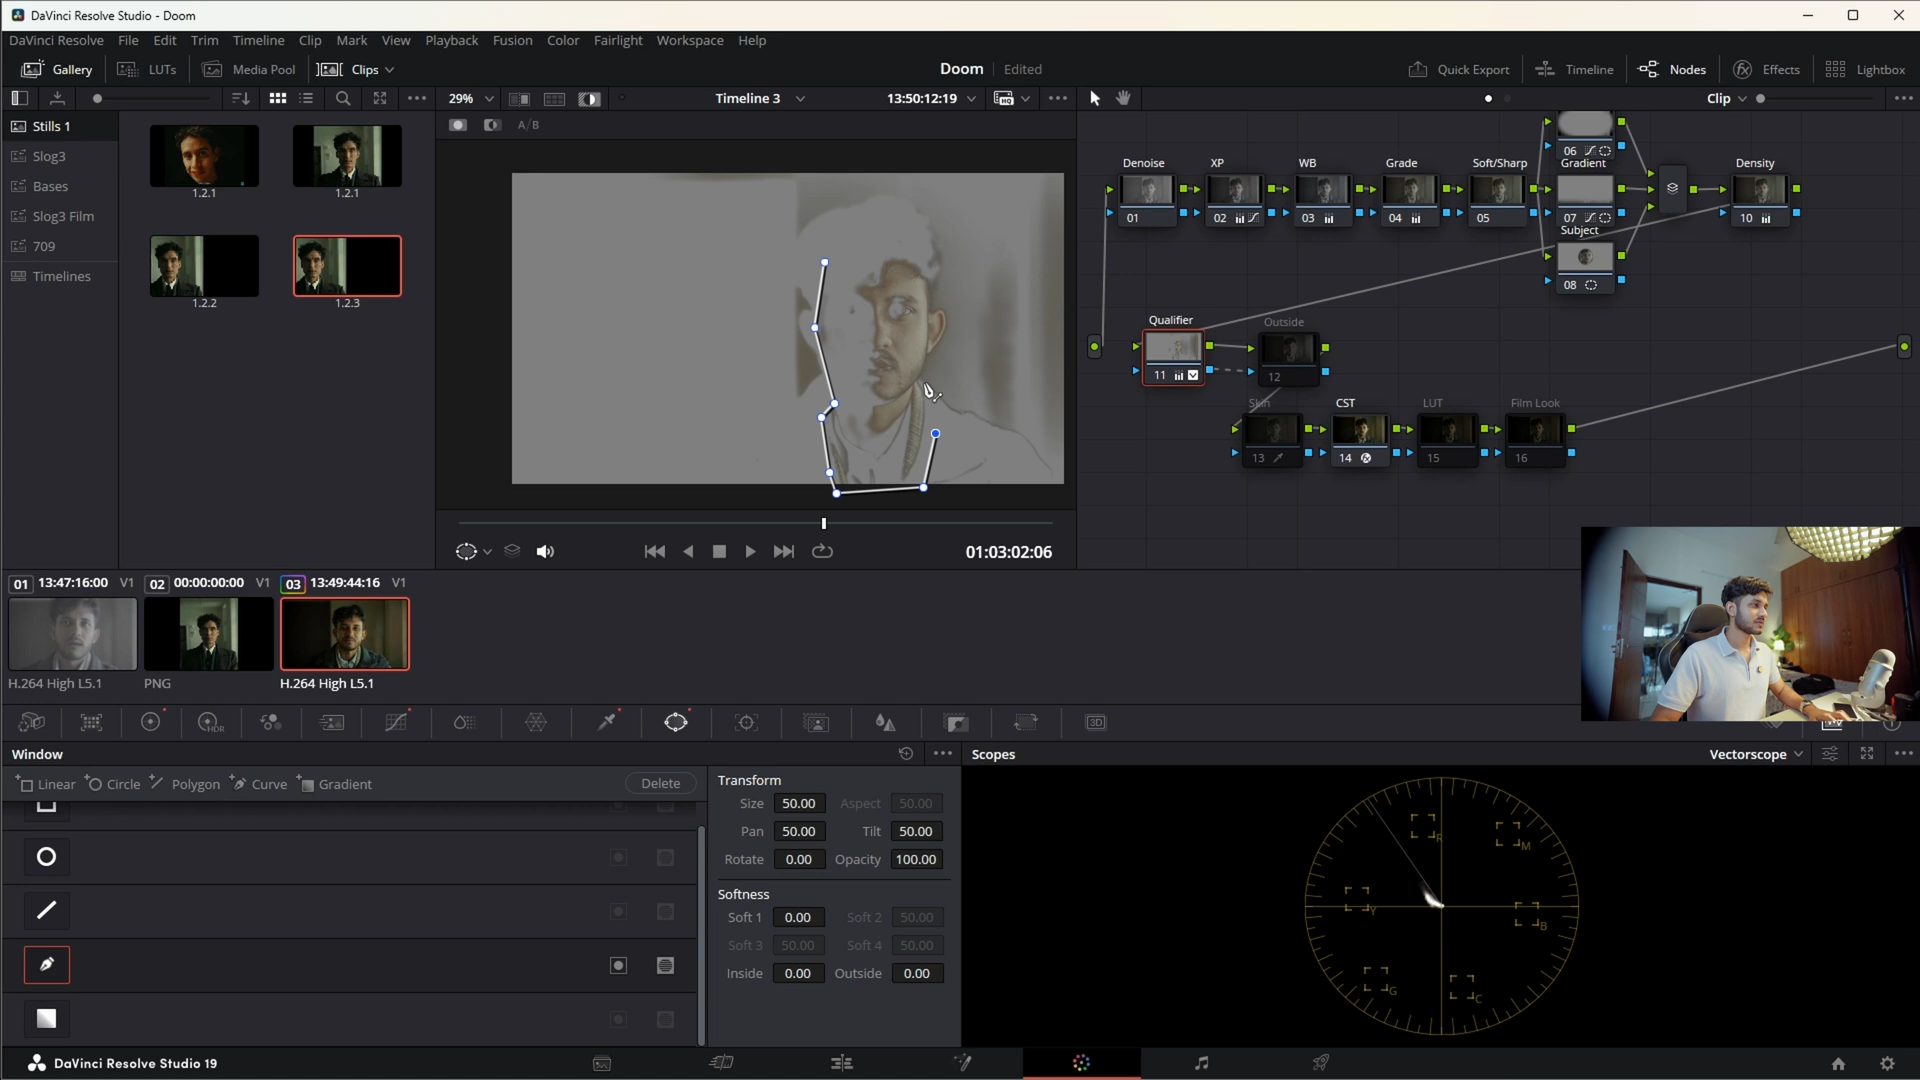 DaVinci Resolve Studio - Doom
DaVinci Resolve File Edit Trim Timeline Clip Mark View Playback Fusion Color Fairlight Workspace Help
Gallery LUTs Media Pool Clips Doom Edited Quick Export Timeline Nodes Effects Lightbox
29% Timeline 3 13:50:12:19 Clip
A/B
Stills 1
Slog3
Bases
Slog3 Film
709
Timelines
1.2.1 1.2.1
1.2.2 1.2.3
06
Denoise XP WB Grade Soft/Sharp Gradient Density
01 02 03 04 05 07 10
Subject
08
Qualifier Outside
11 12
Skin CST LUT Film Look
13 14 15 16
01:03:02:06
01 13:47:16:00 V1 02 00:00:00:00 V1 03 13:49:44:16 V1
H.264 High L5.1 PNG H.264 High L5.1
HDR 3D
Window Scopes Vectorscope
Linear Circle Polygon Curve Gradient Delete
Transform
Size 50.00 Aspect 50.00
Pan 50.00 Tilt 50.00
Rotate 0.00 Opacity 100.00
Softness
Soft 1 0.00 Soft 2 50.00
Soft 3 50.00 Soft 4 50.00
Inside 0.00 Outside 0.00
R M
Y B
G C
DaVinci Resolve Studio 19